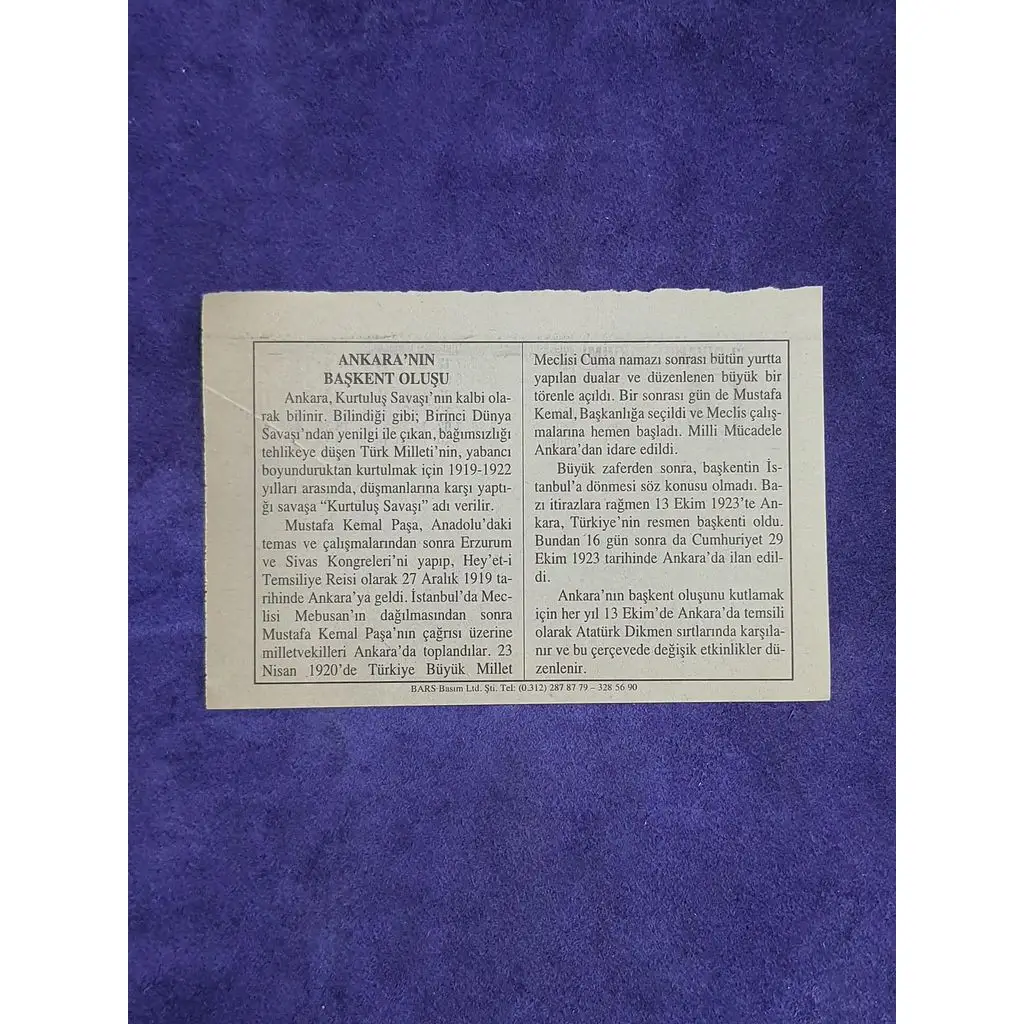 ANKARA'NIN
BAŞKENT OLUŞU
Ankara, Kurtuluş Savaşı'nın kalbi ola-
rak bilinir. Bilindiği gibi; Birinci Dünya
Savaşı'ndan yenilgi ile çıkan, bağımsızlığı
tehlikeye düşen Türk Milleti'nin, yabancı
boyunduruktan kurtulmak için 1919-1922
yılları arasında, düşmanlarına karşı yaptı-
ğı savaşa “Kurtuluş Savaşı” adı verilir.
Mustafa Kemal Paşa, Anadolu'daki
temas ve çalışmalarından sonra Erzurum
ve Sivas Kongreleri'ni yapıp, Hey'et-i
Temsiliye Reisi olarak 27 Aralık 1919 ta-
rihinde Ankara'ya geldi. İstanbul'da Mec-
lisi Mebusan'ın dağılmasından sonra
Mustafa Kemal Paşa'nın çağrısı üzerine
milletvekilleri Ankara'da toplandılar. 23
Nisan 1920'de Türkiye Büyük Millet
Meclisi Cuma namazı sonrası bütün yurtta
yapılan dualar ve düzenlenen büyük bir
törenle açıldı. Bir sonrası gün de Mustafa
Kemal, Başkanlığa seçildi ve Meclis çalış-
malarına hemen başladı. Milli Mücadele
Ankara'dan idare edildi.
Büyük zaferden sonra, başkentin İs-
tanbul'a dönmesi söz konusu olmadı. Ba-
zı itirazlara rağmen 13 Ekim 1923'te An-
kara, Türkiye'nin resmen başkenti oldu.
Bundan 16 gün sonra da Cumhuriyet 29
Ekim 1923 tarihinde Ankara'da ilan edil-
di.
Ankara'nın başkent oluşunu kutlamak
için her yıl 13 Ekim'de Ankara'da temsili
olarak Atatürk Dikmen sırtlarında karşıla-
nır ve bu çerçevede değişik etkinlikler dü-
zenlenir.
BARS Basım Ltd. Şti. Tel: (0.312) 287 87 79 – 328 56 90